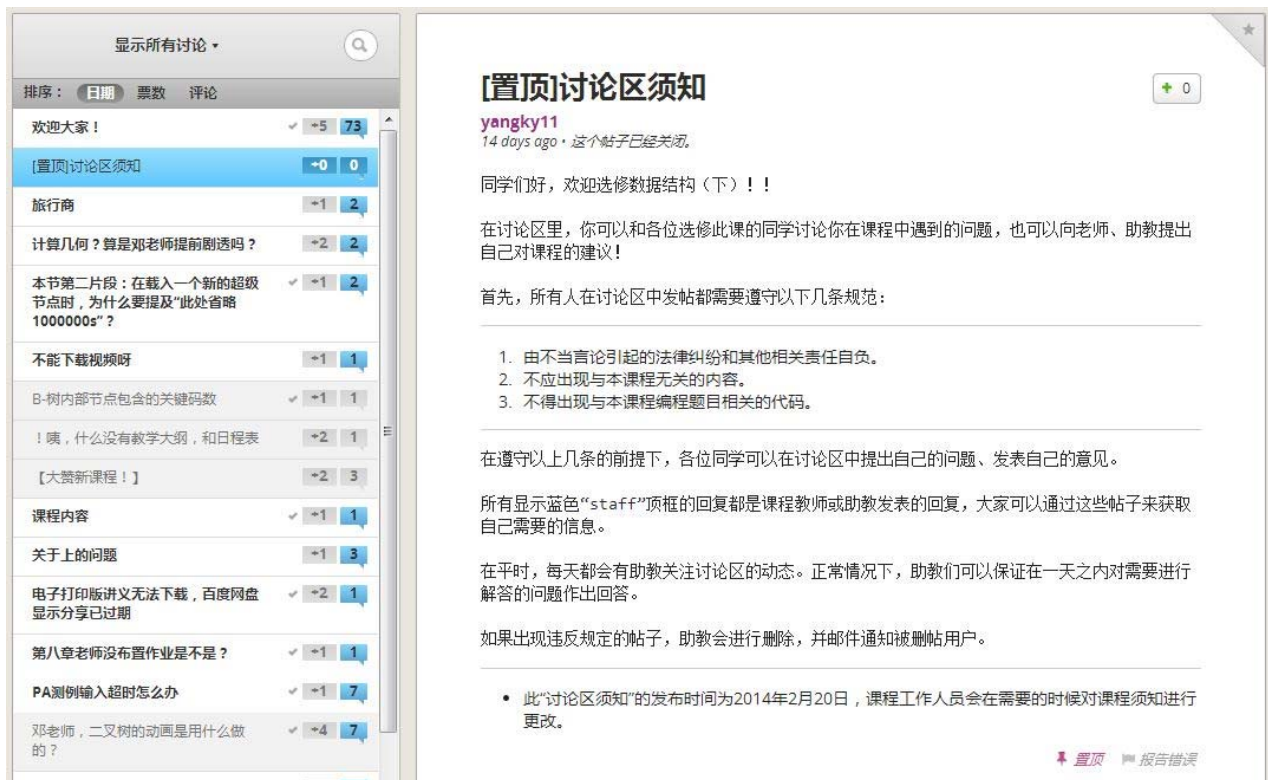 显示所有讨论
排序： 日期 票数 评论
欢迎大家！ +5 73
[置顶]讨论区须知 +0 0
旅行商 +1 2
计算几何？算是邓老师提前剧透吗？ +2 2
本节第二片段：在载入一个新的超级
节点时，为什么要提及“此处省略
1000000s”？
+1 2
不能下载视频呀 +1 1
B-树内部节点包含的关键码数 +1 1
！咦，什么没有教学大纲，和日程表 +2 1
【大赞新课程！】 +2 3
课程内容 +1 1
关于上的问题 +1 3
电子打印版讲义无法下载，百度网盘
显示分享已过期
+2 1
第八章老师没布置作业是不是？ +1 1
PA测例输入超时怎么办 +1 7
邓老师，二叉树的动画是用什么做
的？
+4 7
[置顶]讨论区须知
+ 0
yangky11
14 days ago • 这个帖子已经关闭。
同学们好，欢迎选修数据结构（下）！！
在讨论区里，你可以和各位选修此课的同学讨论你在课程中遇到的问题，也可以向老师、助教提出
自己对课程的建议！
首先，所有人在讨论区中发帖都需要遵守以下几条规范：
1. 由不当言论引起的法律纠纷和其他相关责任自负。
2. 不应出现与本课程无关的内容。
3. 不得出现与本课程编程题目相关的代码。
在遵守以上几条的前提下，各位同学可以在讨论区中提出自己的问题、发表自己的意见。
所有显示蓝色“staff”顶框的回复都是课程教师或助教发表的回复，大家可以通过这些帖子来获取
自己需要的信息。
在平时，每天都会有助教关注讨论区的动态。正常情况下，助教们可以保证在一天之内对需要进行
解答的问题作出回答。
如果出现违反规定的帖子，助教会进行删除，并邮件通知被删帖用户。
• 此“讨论区须知”的发布时间为2014年2月20日，课程工作人员会在需要的时候对课程须知进行
更改。
置顶 报告错误